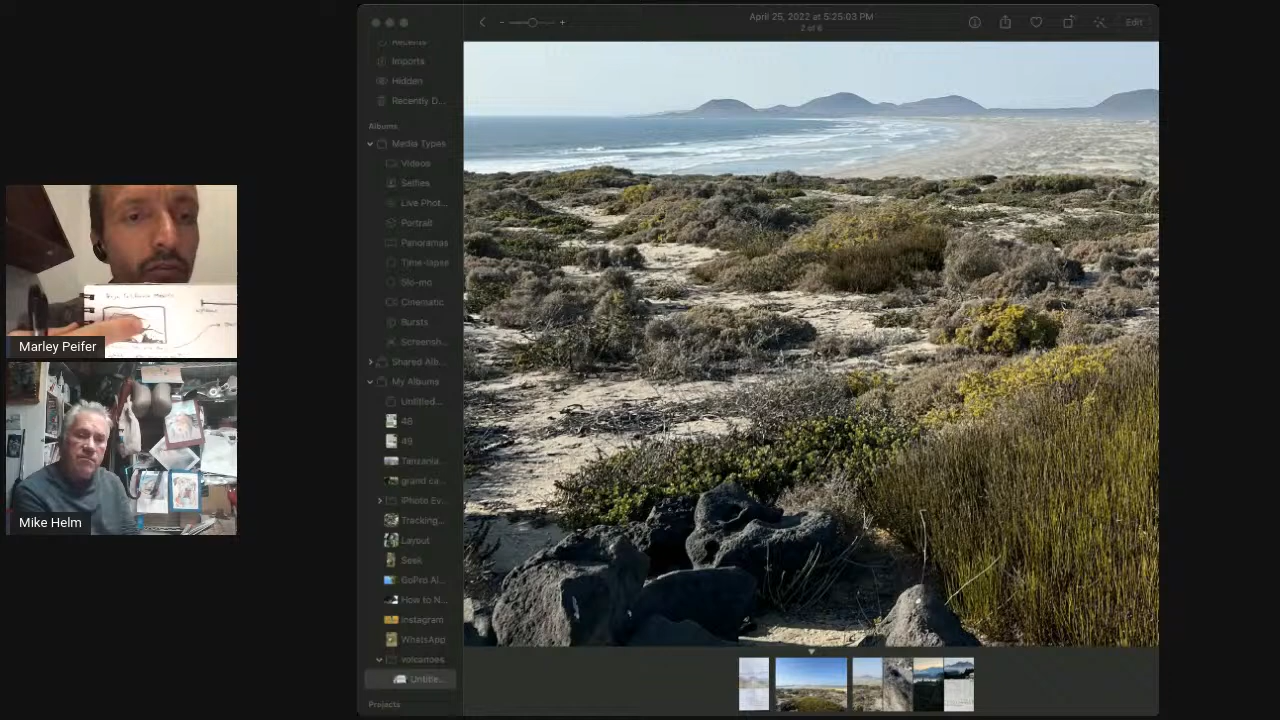 April 25, 2022 at 5:25:03 PM
2 of 6
Edit
Recents
Imports
Hidden
Recently D...
Albums
Media Types
Videos
Selfies
Live Phot...
Portrait
Panoramas
Time-lapse
Slo-mo
Cinematic
Bursts
Screensh...
Shared Alb...
My Albums
Untitled...
48
49
Tanzania
grand ca...
iPhoto Ev...
Tracking...
Layout
Seek
GoPro Al...
How to N...
Instagram
WhatsApp
volcanoes
Untitle...
Projects
Marley Peifer
Mike Helm